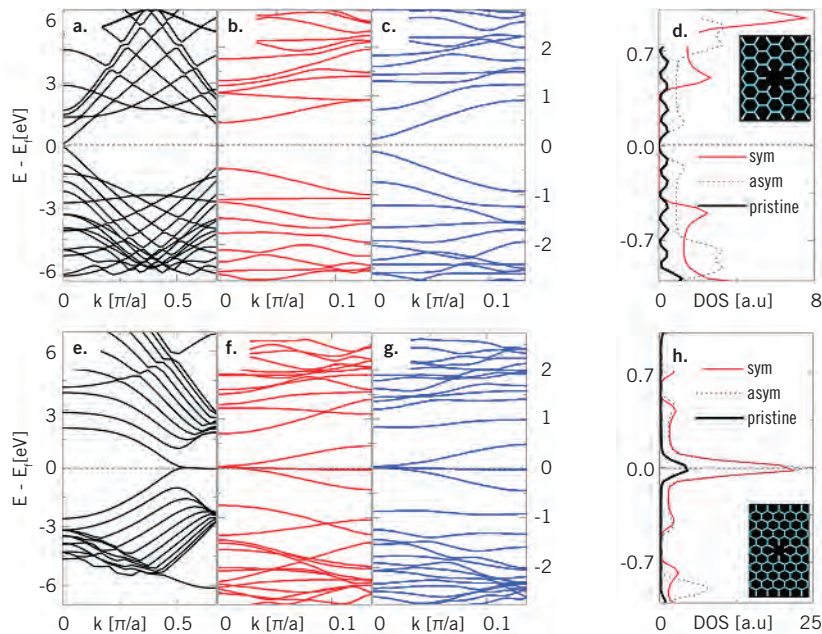 6
3
0
-3
-6
E - E_f [eV]
a.
b.
c.
2
1
0
-1
-2
0
k [π/a]
0.5
0
k [π/a]
0.1
0
k [π/a]
0.1
d.
0.7
0.0
-0.7
sym
asym
pristine
0
DOS [a.u]
8
6
3
0
-3
-6
E - E_f [eV]
e.
f.
g.
2
1
0
-1
-2
0
k [π/a]
0.5
0
k [π/a]
0.1
0
k [π/a]
0.1
h.
0.7
0.0
-0.7
sym
asym
pristine
0
DOS [a.u]
25